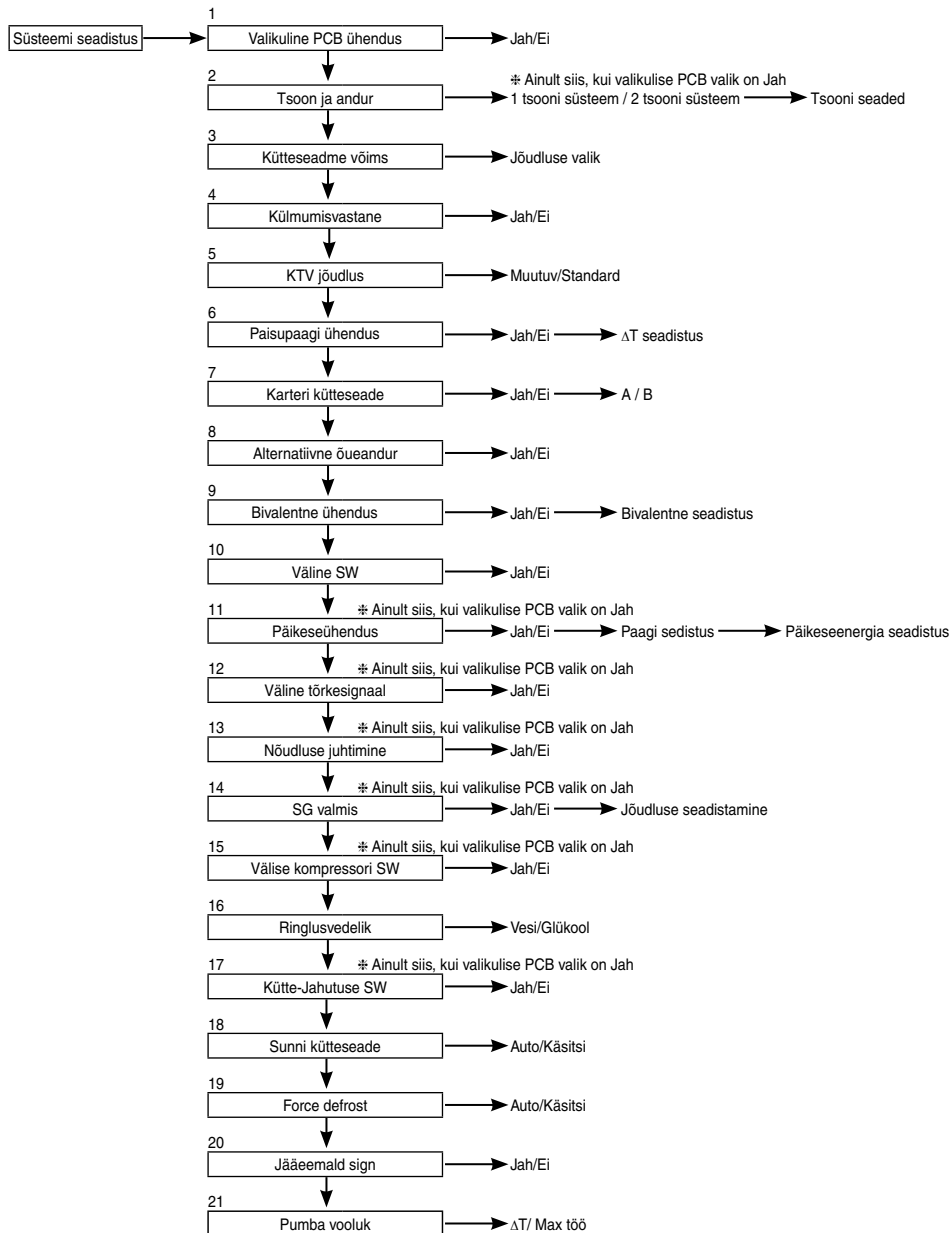 1
Süsteemi seadistus Valikuline PCB ühendus Jah/Ei
2 ⁜ Ainult siis, kui valikulise PCB valik on Jah
Tsoon ja andur 1 tsooni süsteem / 2 tsooni süsteem Tsooni seaded
3
Kütteseadme võims Jõudluse valik
4
Külmumisvastane Jah/Ei
5
KTV jõudlus Muutuv/Standard
6
Paisupaagi ühendus Jah/Ei ∆T seadistus
7
Karteri kütteseade Jah/Ei A / B
8
Alternatiivne õueandur Jah/Ei
9
Bivalentne ühendus Jah/Ei Bivalentne seadistus
10
Väline SW Jah/Ei
11 ⁜ Ainult siis, kui valikulise PCB valik on Jah
Päikeseühendus Jah/Ei Paagi sedistus Päikeseenergia seadistus
12 ⁜ Ainult siis, kui valikulise PCB valik on Jah
Väline tõrkesignaal Jah/Ei
13 ⁜ Ainult siis, kui valikulise PCB valik on Jah
Nõudluse juhtimine Jah/Ei
14 ⁜ Ainult siis, kui valikulise PCB valik on Jah
SG valmis Jah/Ei Jõudluse seadistamine
15 ⁜ Ainult siis, kui valikulise PCB valik on Jah
Välise kompressori SW Jah/Ei
16
Ringlusvedelik Vesi/Glükool
17 ⁜ Ainult siis, kui valikulise PCB valik on Jah
Kütte-Jahutuse SW Jah/Ei
18
Sunni kütteseade Auto/Käsitsi
19
Force defrost Auto/Käsitsi
20
Jääeemald sign Jah/Ei
21
Pumba vooluk ∆T/ Max töö